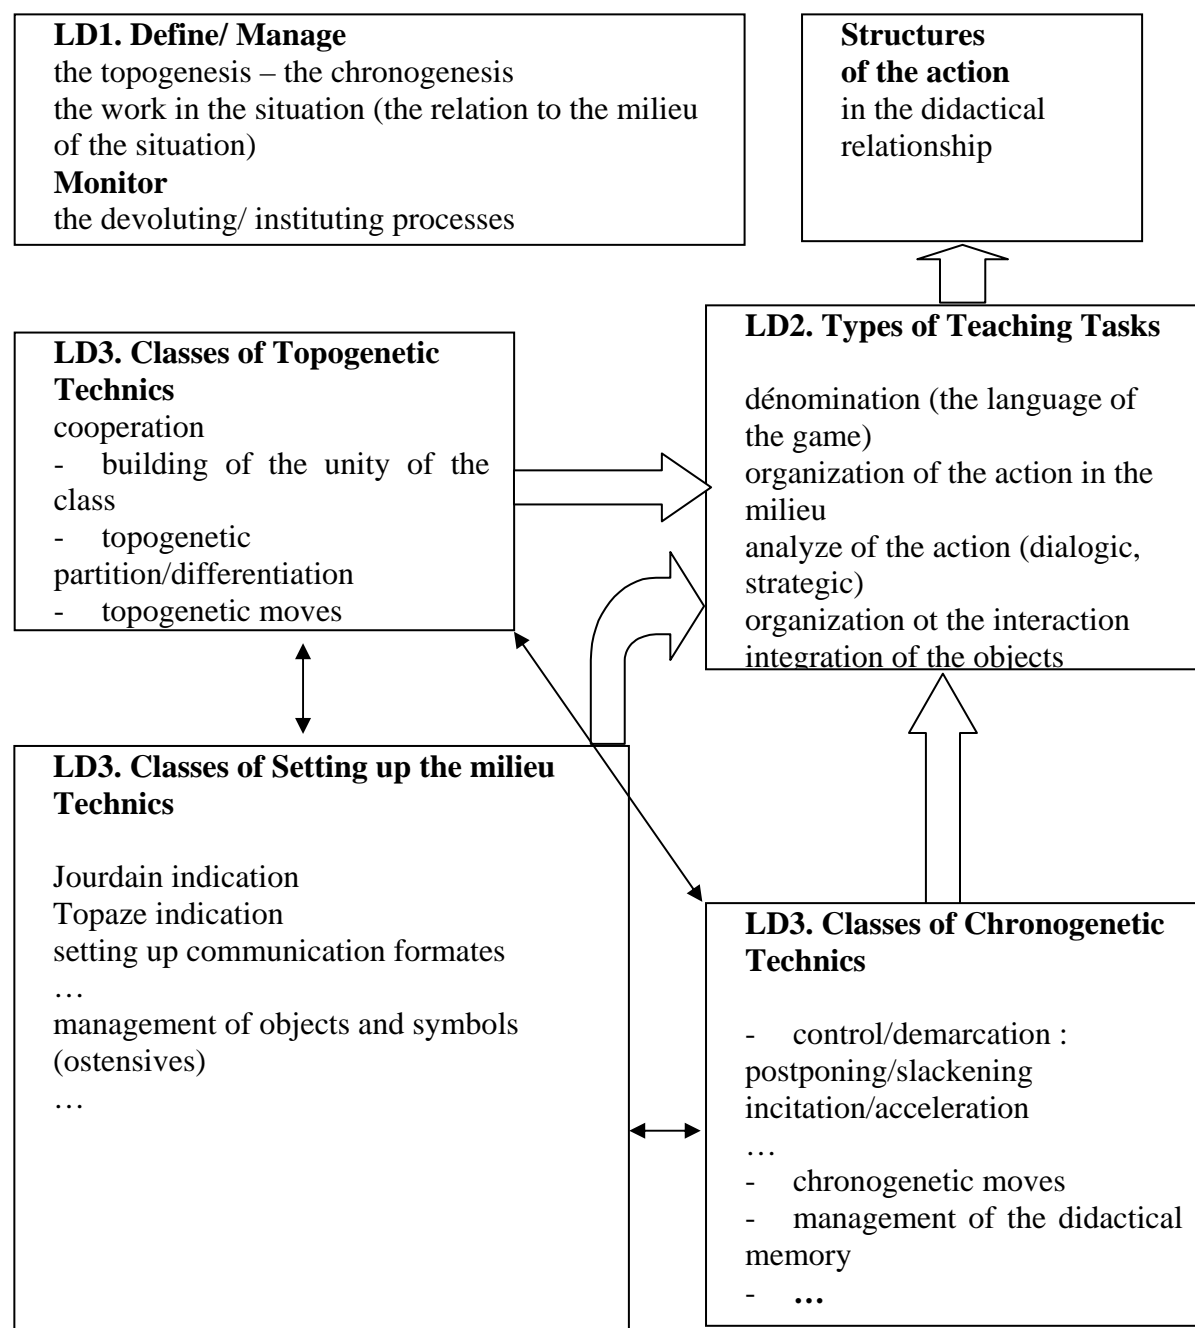 LD1. Define/ Manage
the topogenesis – the chronogenesis
the work in the situation (the relation to the milieu
of the situation)
Monitor
the devoluting/ instituting processes
Structures
of the action
in the didactical
relationship
LD3. Classes of Topogenetic
Technics
cooperation
- building of the unity of the
class
- topogenetic
partition/differentiation
- topogenetic moves
LD2. Types of Teaching Tasks
dénomination (the language of
the game)
organization of the action in the
milieu
analyze of the action (dialogic,
strategic)
organization ot the interaction
integration of the objects
LD3. Classes of Setting up the milieu
Technics
Jourdain indication
Topaze indication
setting up communication formates
…
management of objects and symbols
(ostensives)
…
LD3. Classes of Chronogenetic
Technics
- control/demarcation :
postponing/slackening
incitation/acceleration
…
- chronogenetic moves
- management of the didactical
memory
- …